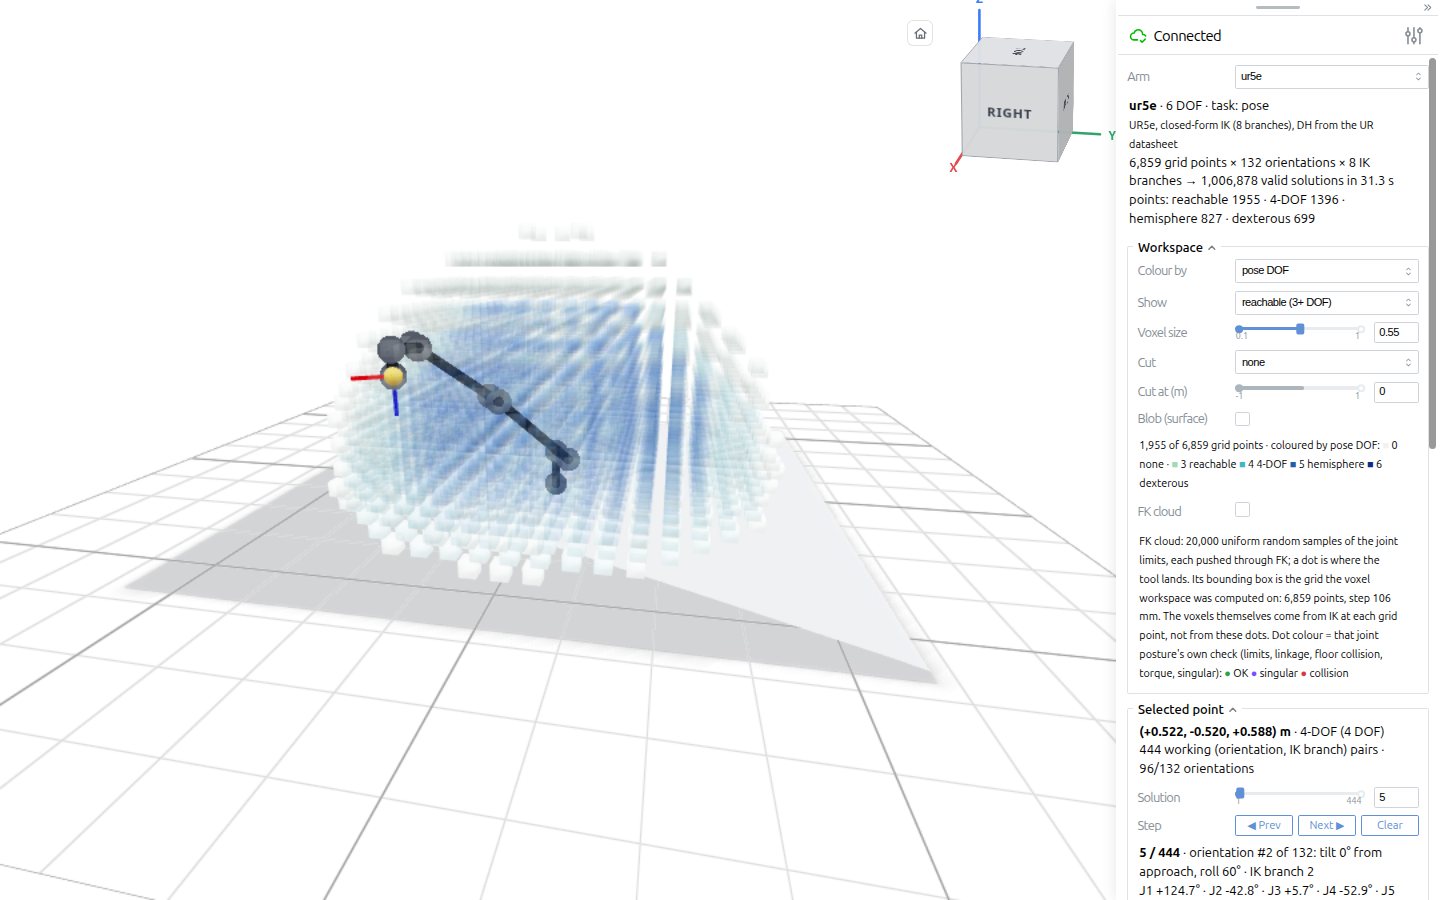 Z
RIGHT
Y
X
»
Connected
Arm
ur5e
ur5e · 6 DOF · task: pose
UR5e, closed-form IK (8 branches), DH from the UR
datasheet
6,859 grid points × 132 orientations × 8 IK
branches → 1,006,878 valid solutions in 31.3 s
points: reachable 1955 · 4-DOF 1396 ·
hemisphere 827 · dexterous 699
Workspace
Colour by
pose DOF
Show
reachable (3+ DOF)
Voxel size
0.1
1
0.55
Cut
none
Cut at (m)
-1
1
0
Blob (surface)
1,955 of 6,859 grid points · coloured by pose DOF: 0
none · 3 reachable 4 4-DOF 5 hemisphere 6
dexterous
FK cloud
FK cloud: 20,000 uniform random samples of the joint
limits, each pushed through FK; a dot is where the
tool lands. Its bounding box is the grid the voxel
workspace was computed on: 6,859 points, step 106
mm. The voxels themselves come from IK at each grid
point, not from these dots. Dot colour = that joint
posture's own check (limits, linkage, floor collision,
torque, singular): OK singular collision
Selected point
(+0.522, -0.520, +0.588) m · 4-DOF (4 DOF)
444 working (orientation, IK branch) pairs ·
96/132 orientations
Solution
1
444
5
Step
◀ Prev
Next ▶
Clear
5 / 444 · orientation #2 of 132: tilt 0° from
approach, roll 60° · IK branch 2
J1 +124.7° · J2 -42.8° · J3 +5.7° · J4 -52.9° · J5